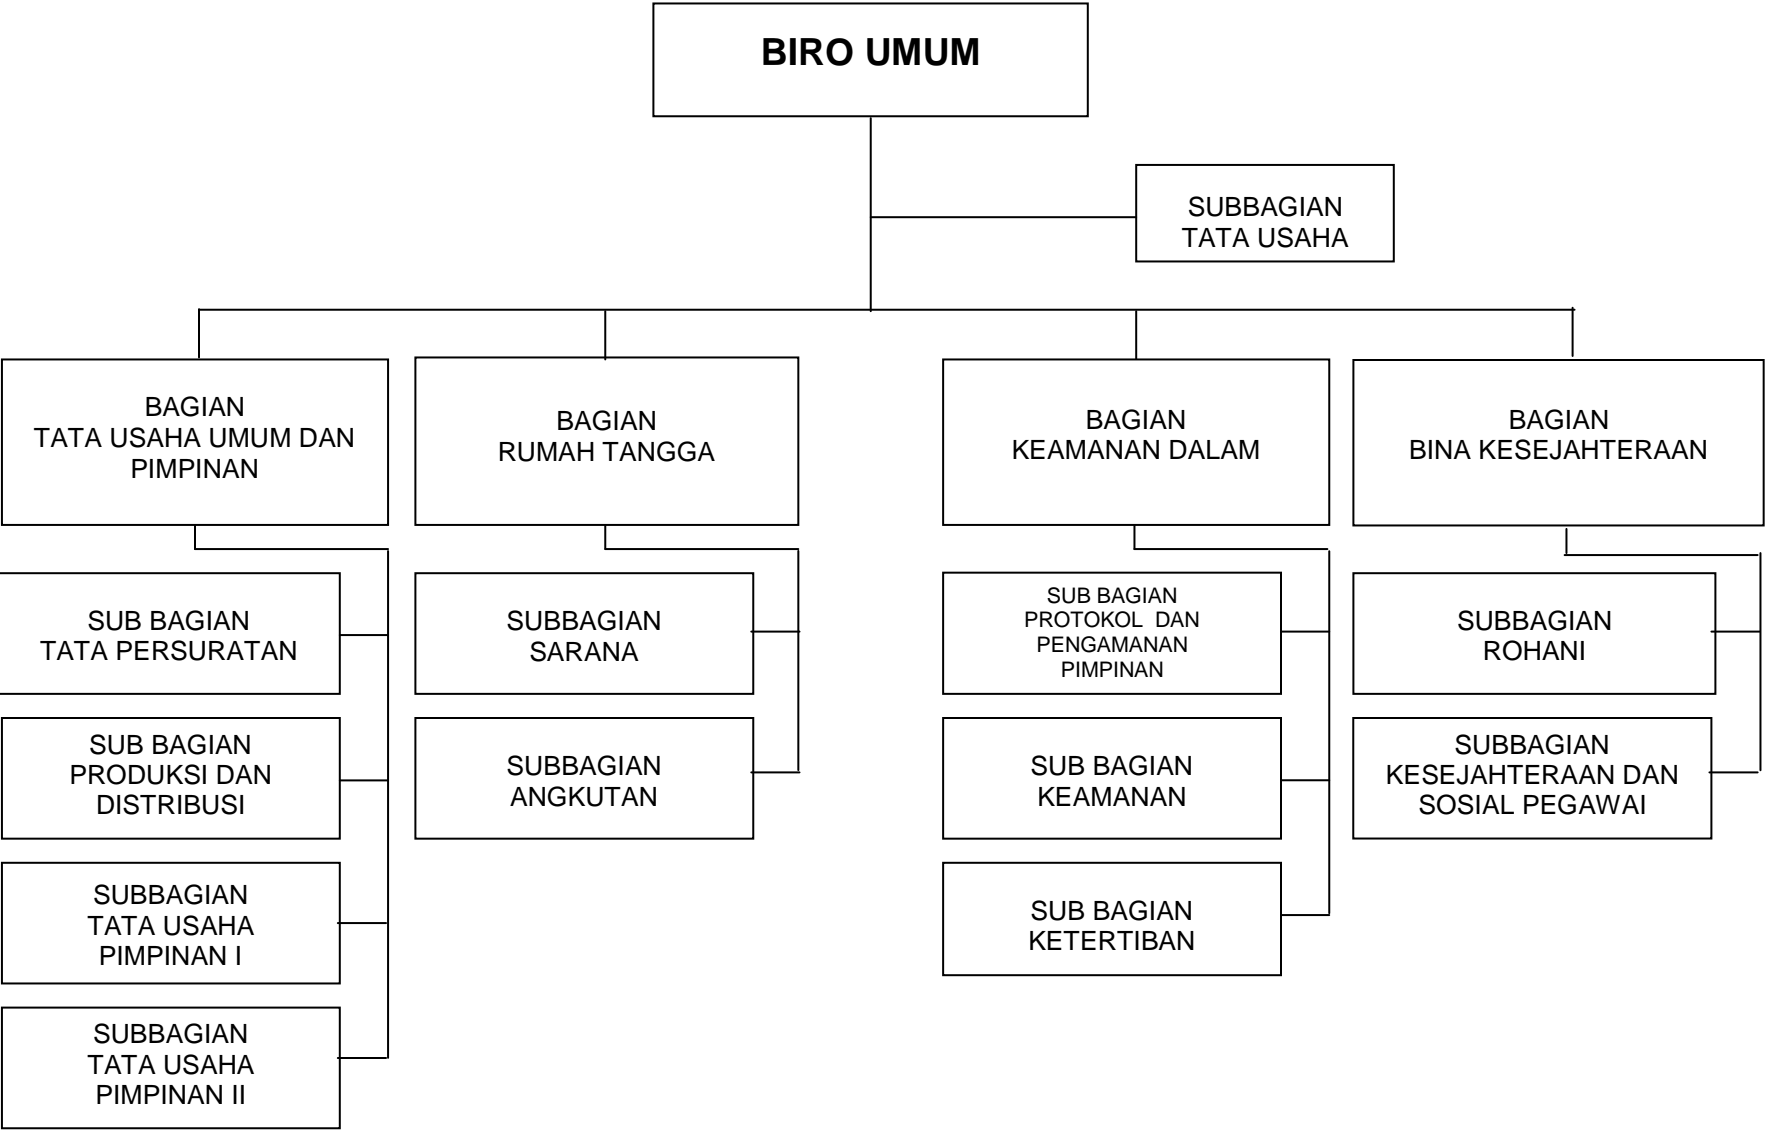 BIRO UMUM
SUBBAGIAN
TATA USAHA
BAGIAN
TATA USAHA UMUM DAN
PIMPINAN
BAGIAN
RUMAH TANGGA
BAGIAN
KEAMANAN DALAM
BAGIAN
BINA KESEJAHTERAAN
SUB BAGIAN
TATA PERSURATAN
SUBBAGIAN
SARANA
SUB BAGIAN
PROTOKOL DAN
PENGAMANAN
PIMPINAN
SUBBAGIAN
ROHANI
SUB BAGIAN
PRODUKSI DAN
DISTRIBUSI
SUBBAGIAN
ANGKUTAN
SUB BAGIAN
KEAMANAN
SUBBAGIAN
KESEJAHTERAAN DAN
SOSIAL PEGAWAI
SUBBAGIAN
TATA USAHA
PIMPINAN I
SUB BAGIAN
KETERTIBAN
SUBBAGIAN
TATA USAHA
PIMPINAN II